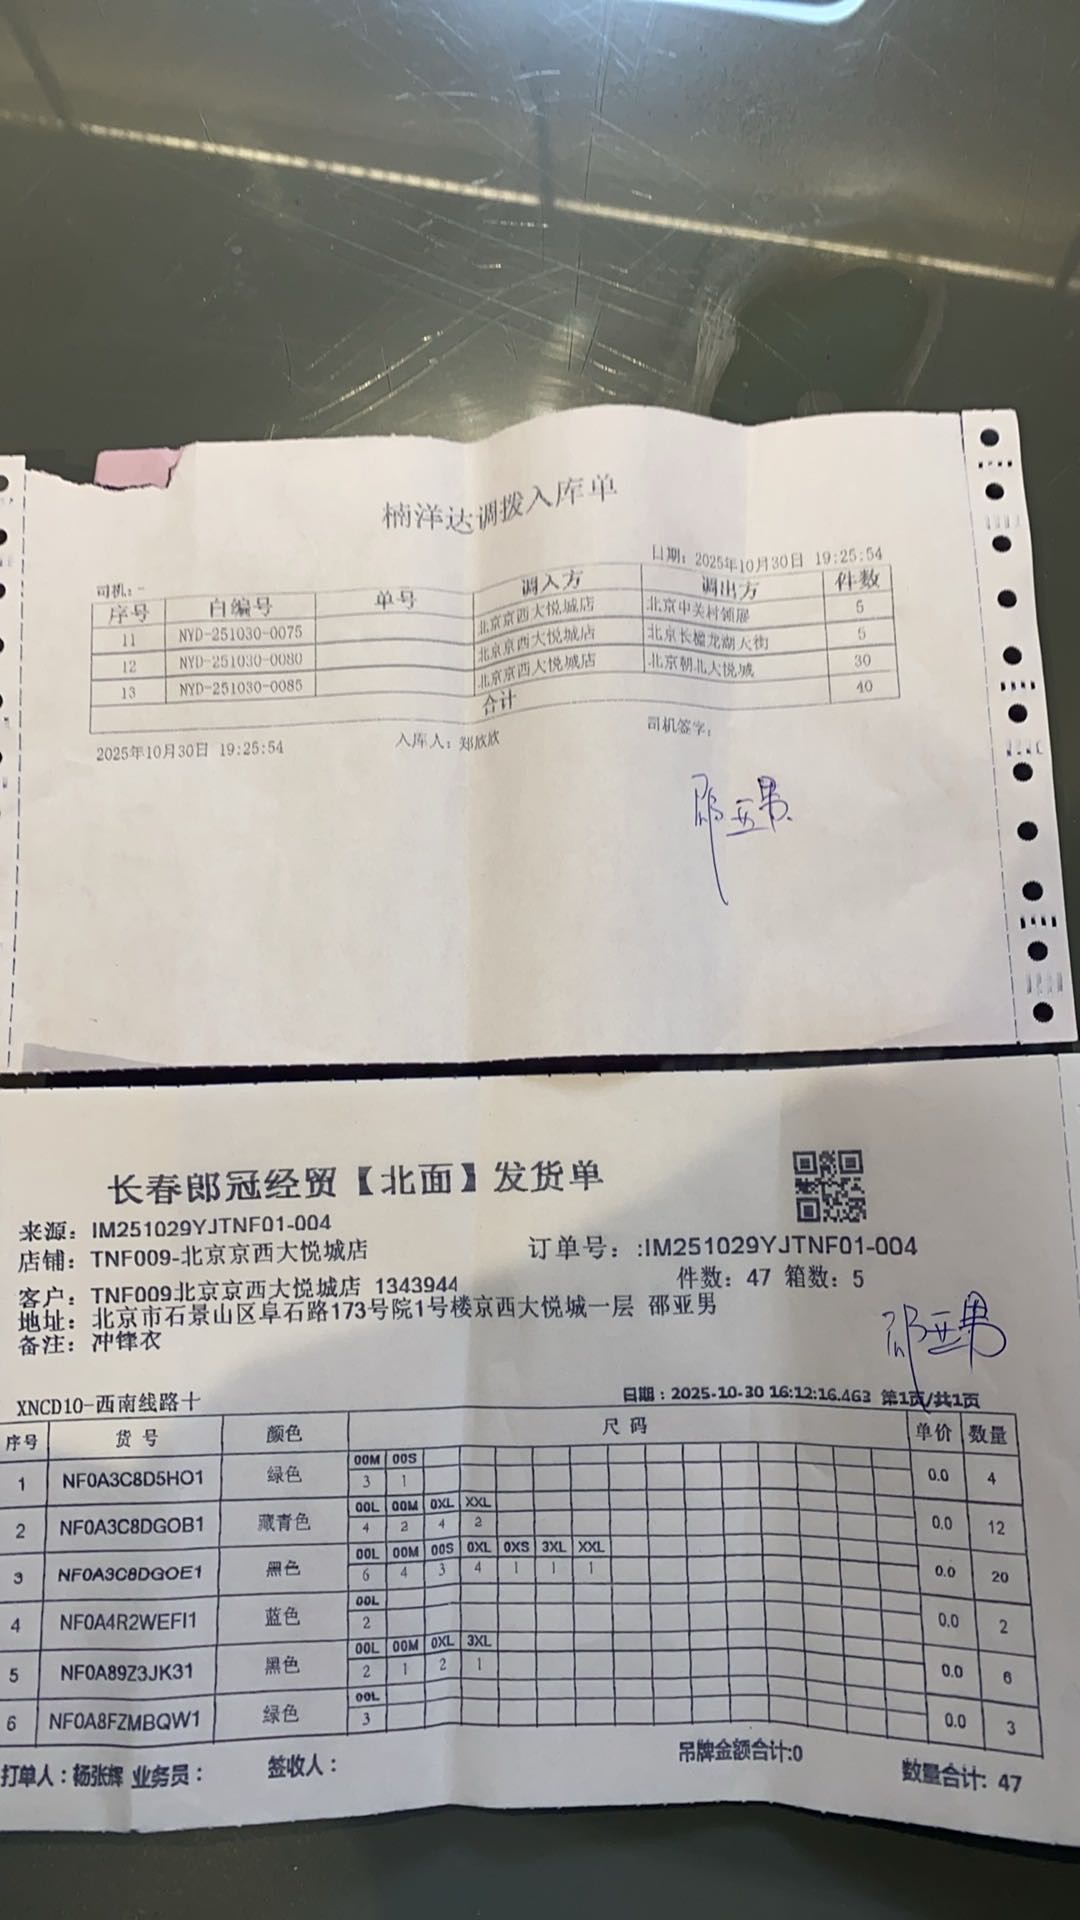 楠洋达调拨入库单
日期：2025年10月30日 19:25:54
司机：-
序号 自编号 单号 调入方 调出方 件数
11 NYD-251030-0075 北京京西大悦城店 北京中关村领展 5
12 NYD-251030-0080 北京京西大悦城店 北京长楹龙湖天街 5
13 NYD-251030-0085 北京京西大悦城店 北京朝北大悦城 30
合计 40
2025年10月30日 19:25:54 入库人：郑欣欣 司机签字：
邵亚男
长春郎冠经贸【北面】发货单
来源：IM251029YJTNF01-004
店铺：TNF009-北京京西大悦城店 订单号：:IM251029YJTNF01-004
客户：TNF009北京京西大悦城店 1343944 件数：47 箱数：5
地址：北京市石景山区阜石路173号院1号楼京西大悦城一层 邵亚男
备注：冲锋衣
邵亚男
XNCD10-西南线路十 日期：2025-10-30 16:12:16.463 第1页/共1页
序号 货号 颜色 尺码 单价 数量
00M 00S
1 NF0A3C8D5HO1 绿色 3 1 0.0 4
00L 00M 0XL XXL
2 NF0A3C8DGOB1 藏青色 4 2 4 2 0.0 12
00L 00M 00S 0XL 0XS 3XL XXL
3 NF0A3C8DGOE1 黑色 6 4 3 4 1 1 1 0.0 20
00L
4 NF0A4R2WEFI1 蓝色 2 0.0 2
00L 00M 0XL 3XL
5 NF0A89Z3JK31 黑色 2 1 2 1 0.0 6
00L
6 NF0A8FZMBQW1 绿色 3 0.0 3
打单人：杨张辉 业务员： 签收人： 吊牌金额合计:0 数量合计: 47